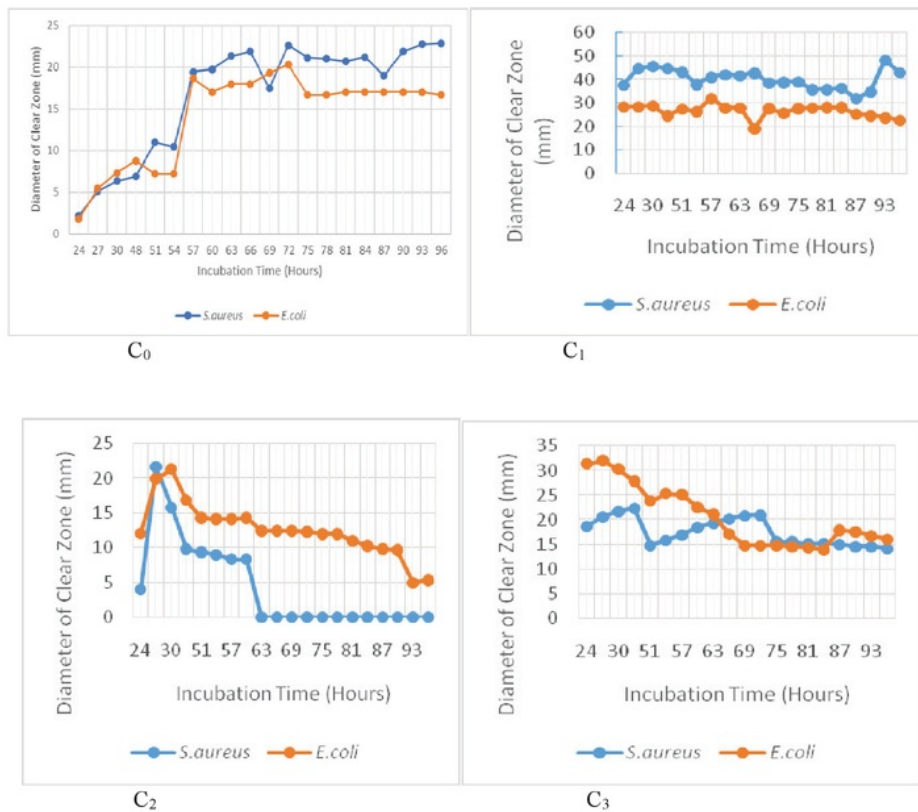 25
20
15
10
5
0
Diameter of Clear Zone (mm)
24 27 30 48 51 54 57 60 63 66 69 72 75 78 81 84 87 90 93 96
Incubation Time (Hours)
S.aureus E.coli
C0
60
50
40
30
20
10
0
Diameter of Clear Zone
(mm)
24 30 51 57 63 69 75 81 87 93
Incubation Time (Hours)
S.aureus E.coli
C1
25
20
15
10
5
0
Diameter of Clear Zone (mm)
24 30 51 57 63 69 75 81 87 93
Incubation Time (Hours)
S.aureus E.coli
C2
35
30
25
20
15
10
5
0
Diameter of Clear Zone (mm)
24 30 51 57 63 69 75 81 87 93
Incubation Time (Hours)
S.aureus E.coli
C3